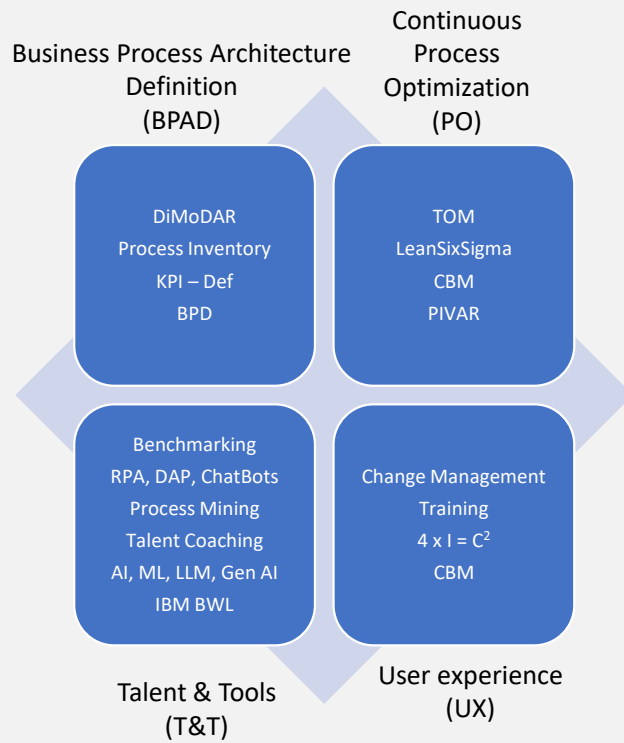 Business Process Architecture
Definition
(BPAD)
Continuous
Process
Optimization
(PO)
DiMoDAR
Process Inventory
KPI – Def
BPD
TOM
LeanSixSigma
CBM
PIVAR
Benchmarking
RPA, DAP, ChatBots
Process Mining
Talent Coaching
AI, ML, LLM, Gen AI
IBM BWL
Change Management
Training
4 x I = C²
CBM
Talent & Tools
(T&T)
User experience
(UX)